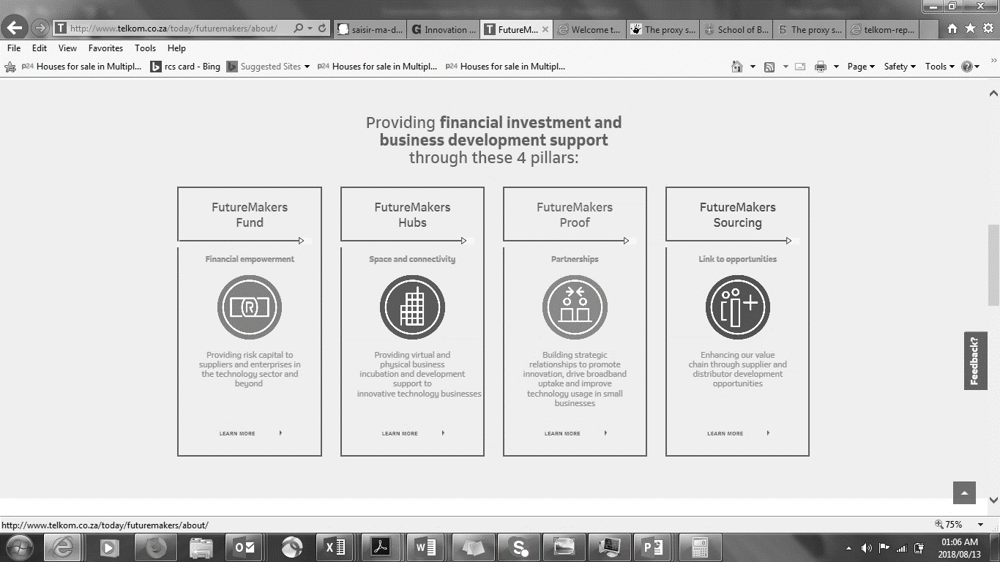 http://www.telkom.co.za/today/futuremakers/about/
saisir-ma-d...
Innovation ...
FutureM...
Welcome t...
The proxy s...
School of B...
The proxy s...
telkom-rep...
File Edit View Favorites Tools Help
p24 Houses for sale in Multipl...
rcs card - Bing
Suggested Sites
p24 Houses for sale in Multipl...
p24 Houses for sale in Multipl...
Page
Safety
Tools
Providing financial investment and
business development support
through these 4 pillars:
FutureMakers
Fund
Financial empowerment
R
Providing risk capital to
suppliers and enterprises in
the technology sector and
beyond
LEARN MORE
FutureMakers
Hubs
Space and connectivity
Providing virtual and
physical business
incubation and development
support to
innovative technology businesses
LEARN MORE
FutureMakers
Proof
Partnerships
Building strategic
relationships to promote
innovation, drive broadband
uptake and improve
technology usage in small
businesses
LEARN MORE
FutureMakers
Sourcing
Link to opportunities
Enhancing our value
chain through supplier and
distributor development
opportunities
LEARN MORE
Feedback?
http://www.telkom.co.za/today/futuremakers/about/
75%
01:06 AM
2018/08/13